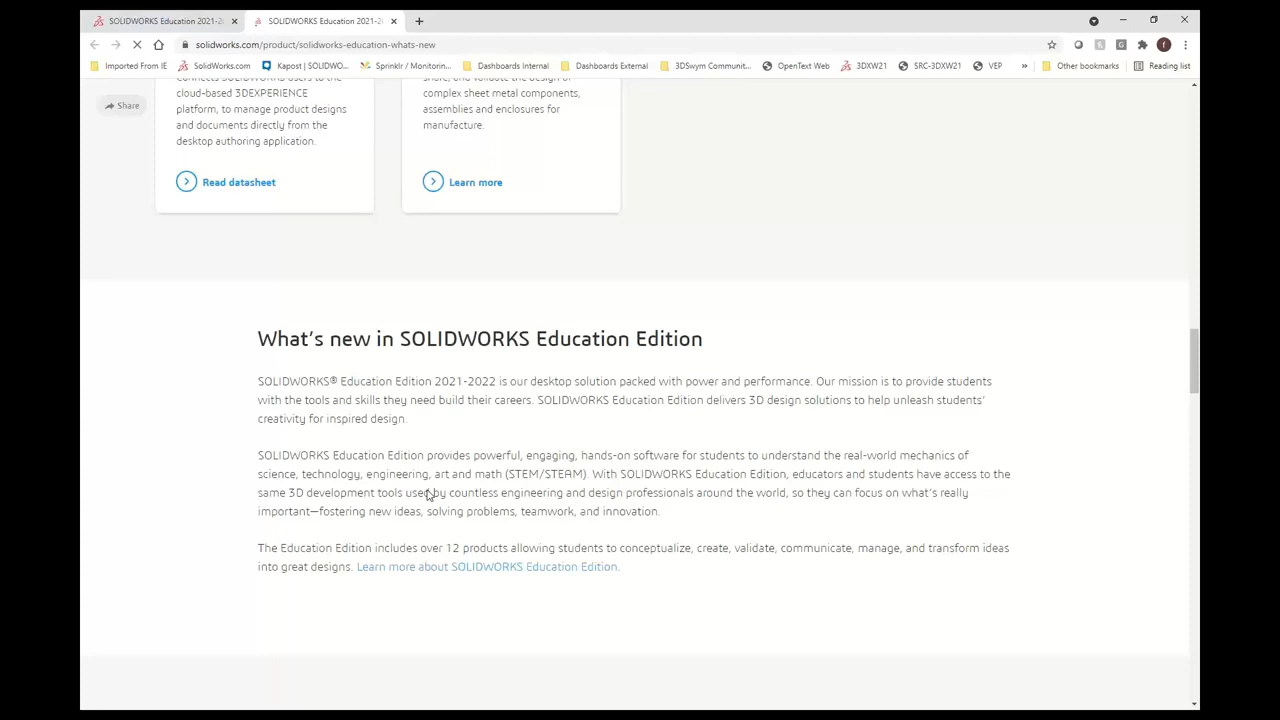 SOLIDWORKS Education 2021-2
SOLIDWORKS Education 2021-2
solidworks.com/product/solidworks-education-whats-new
Imported From IE
SolidWorks.com
Kapost | SOLIDWO...
Sprinklr / Monitorin...
Dashboards Internal
Dashboards External
3DSwym Communit...
OpenText Web
3DXW21
SRC-3DXW21
VEP
»
Other bookmarks
Reading list
Share
Connects SOLIDWORKS users to the
cloud-based 3DEXPERIENCE
platform, to manage product designs
and documents directly from the
desktop authoring application.
Read datasheet
share, and validate the design of
complex sheet metal components,
assemblies and enclosures for
manufacture.
Learn more
What's new in SOLIDWORKS Education Edition
SOLIDWORKS® Education Edition 2021-2022 is our desktop solution packed with power and performance. Our mission is to provide students
with the tools and skills they need build their careers. SOLIDWORKS Education Edition delivers 3D design solutions to help unleash students'
creativity for inspired design.
SOLIDWORKS Education Edition provides powerful, engaging, hands-on software for students to understand the real-world mechanics of
science, technology, engineering, art and math (STEM/STEAM). With SOLIDWORKS Education Edition, educators and students have access to the
same 3D development tools used by countless engineering and design professionals around the world, so they can focus on what's really
important—fostering new ideas, solving problems, teamwork, and innovation.
The Education Edition includes over 12 products allowing students to conceptualize, create, validate, communicate, manage, and transform ideas
into great designs. Learn more about SOLIDWORKS Education Edition.